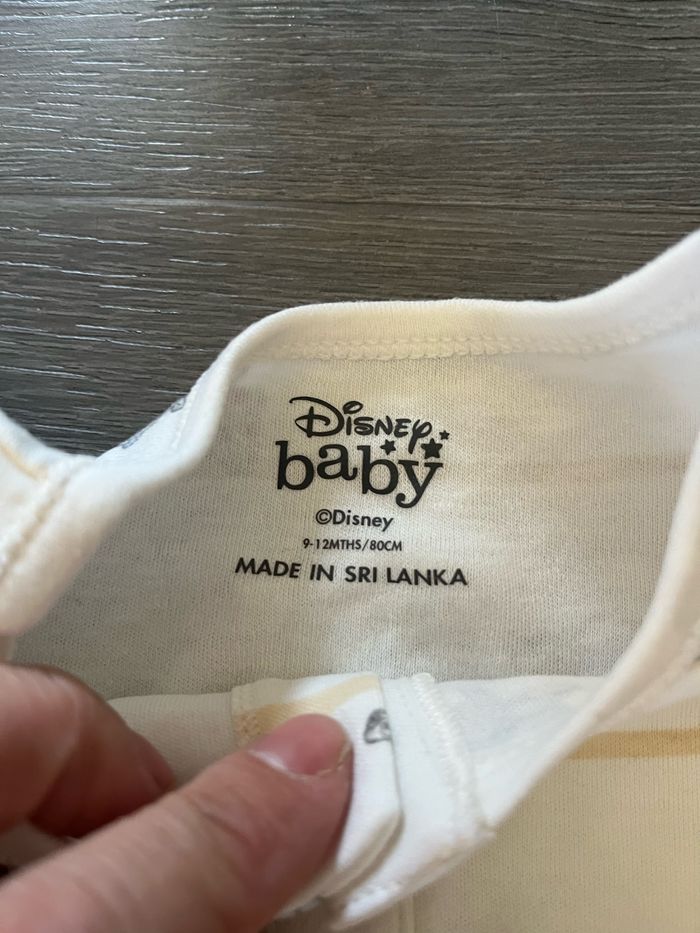 Disney
baby
©Disney
9-12MTHS/80CM
MADE IN SRI LANKA